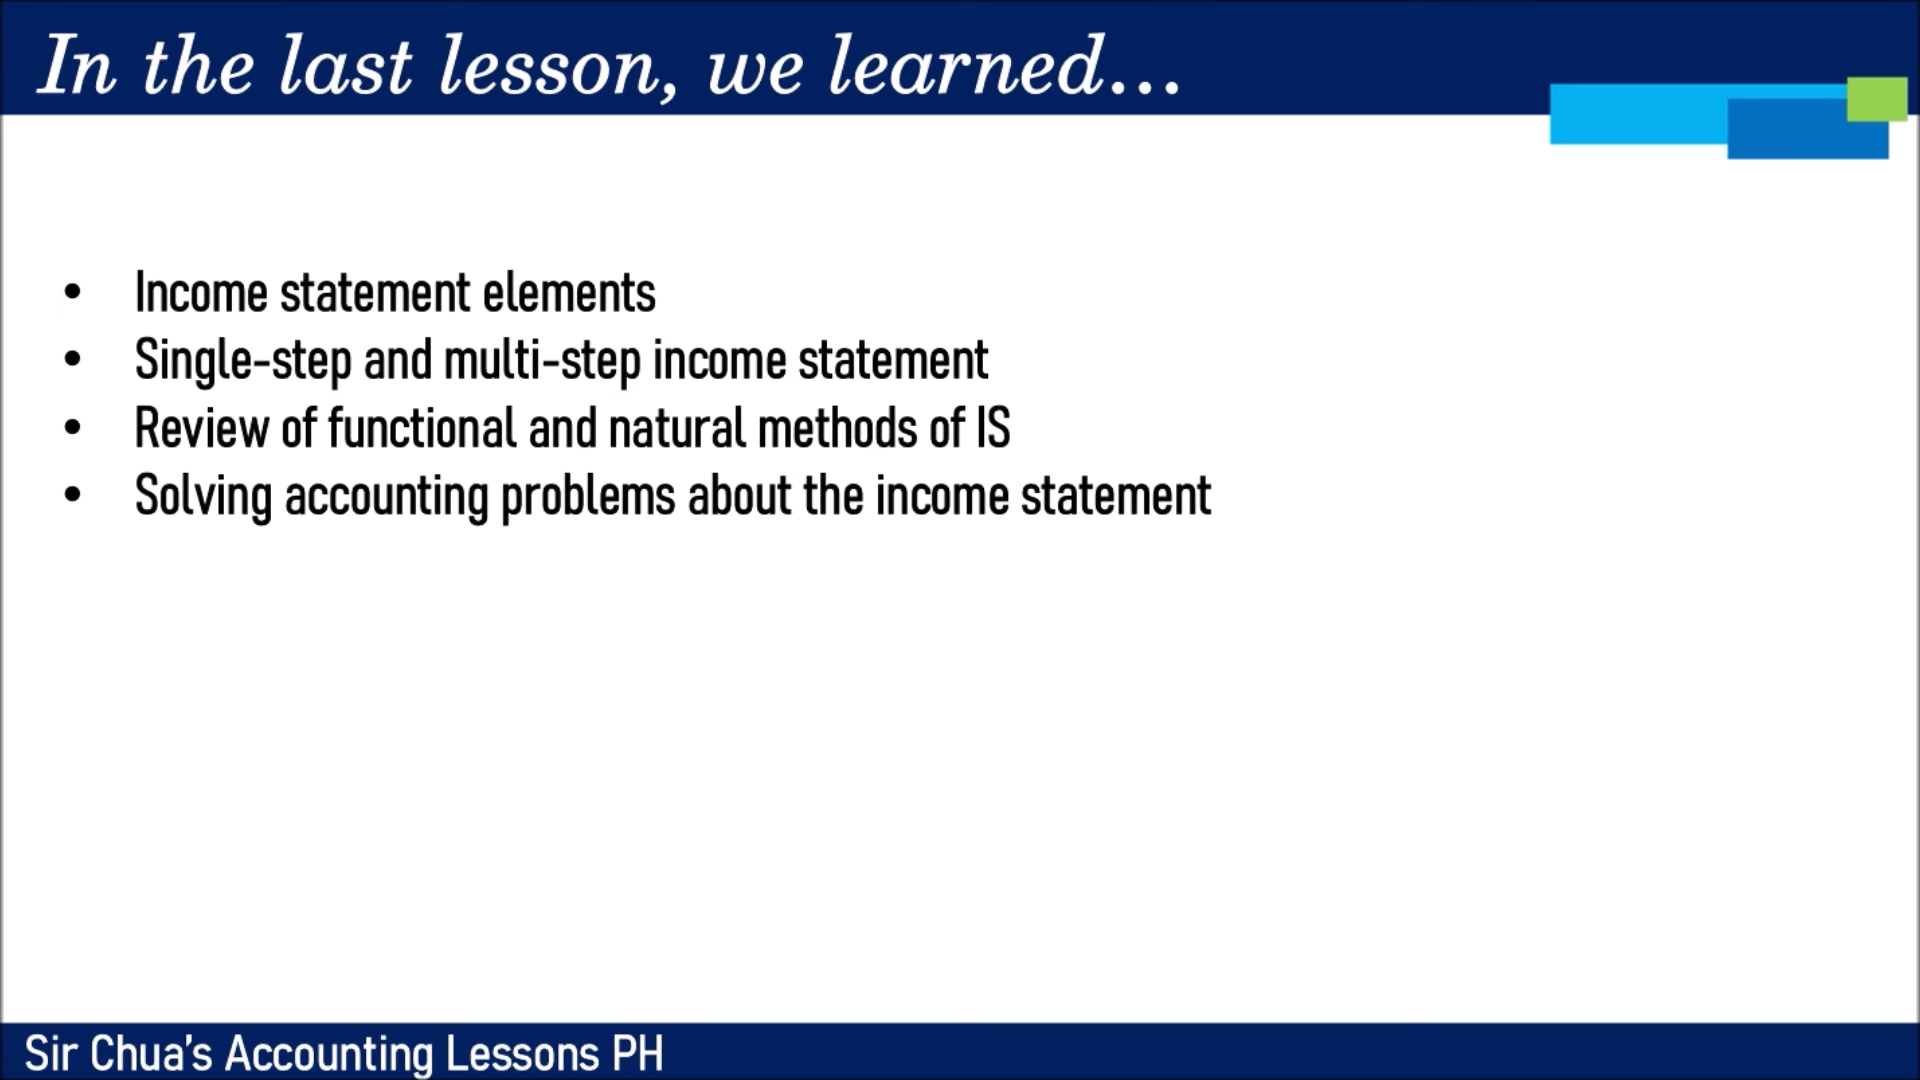 In the last lesson, we learned...
• Income statement elements
• Single-step and multi-step income statement
• Review of functional and natural methods of IS
• Solving accounting problems about the income statement
Sir Chua's Accounting Lessons PH